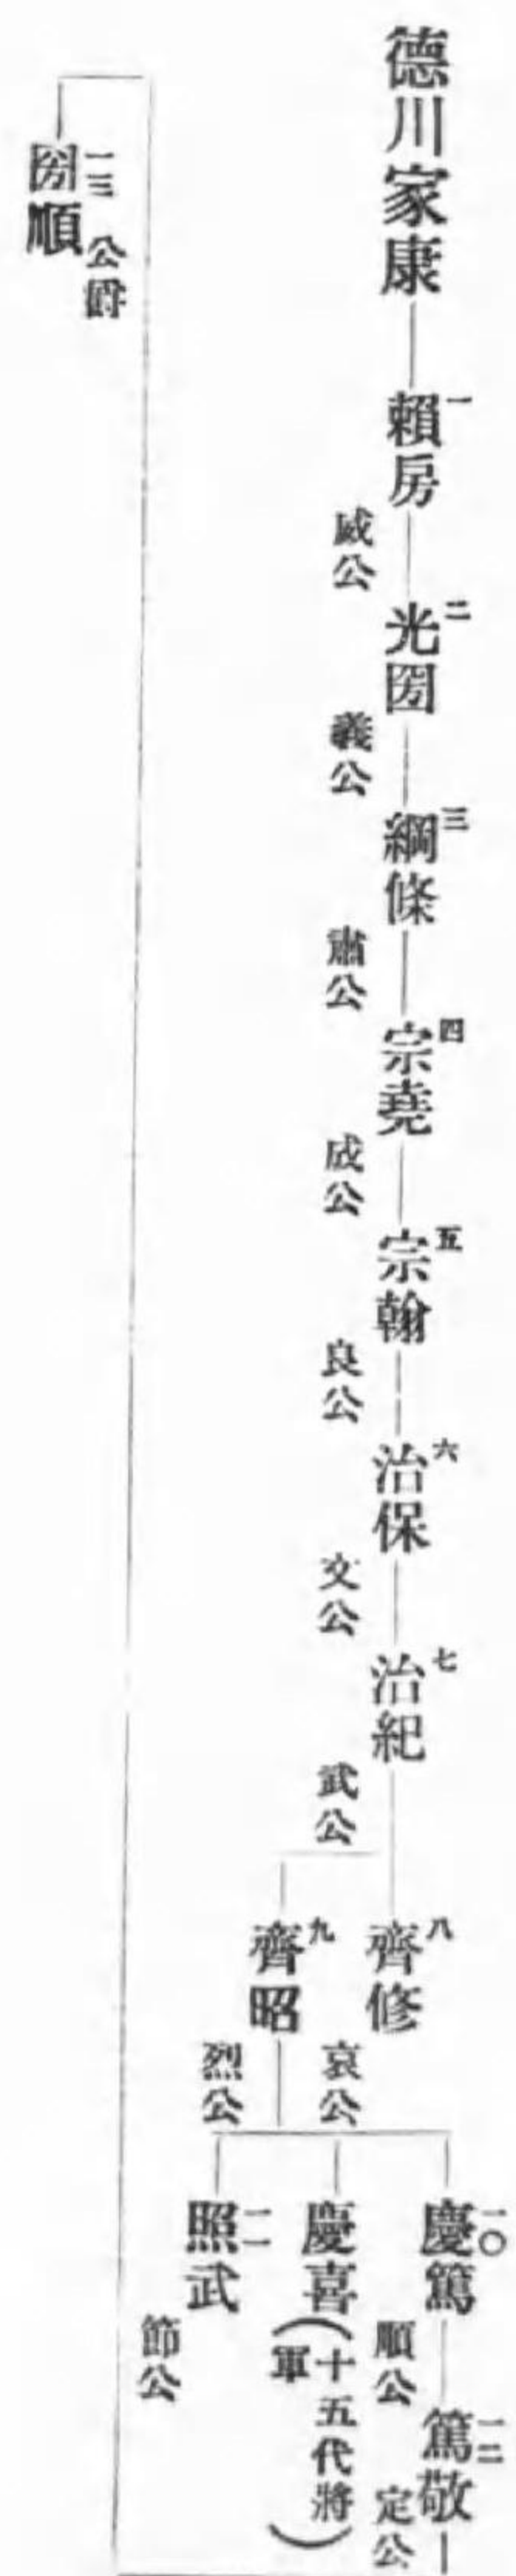 德川家康
一
賴房
威公
二
光圀
義公
三
綱條
肅公
四
宗堯
成公
五
宗翰
良公
六
治保
文公
七
治紀
武公
八
齊修
哀公
九
齊昭
烈公
一〇
慶篤
順公
慶喜(十五代將軍)
一一
照武
節公
一二
篤敬
定公
一三
圀順
公爵